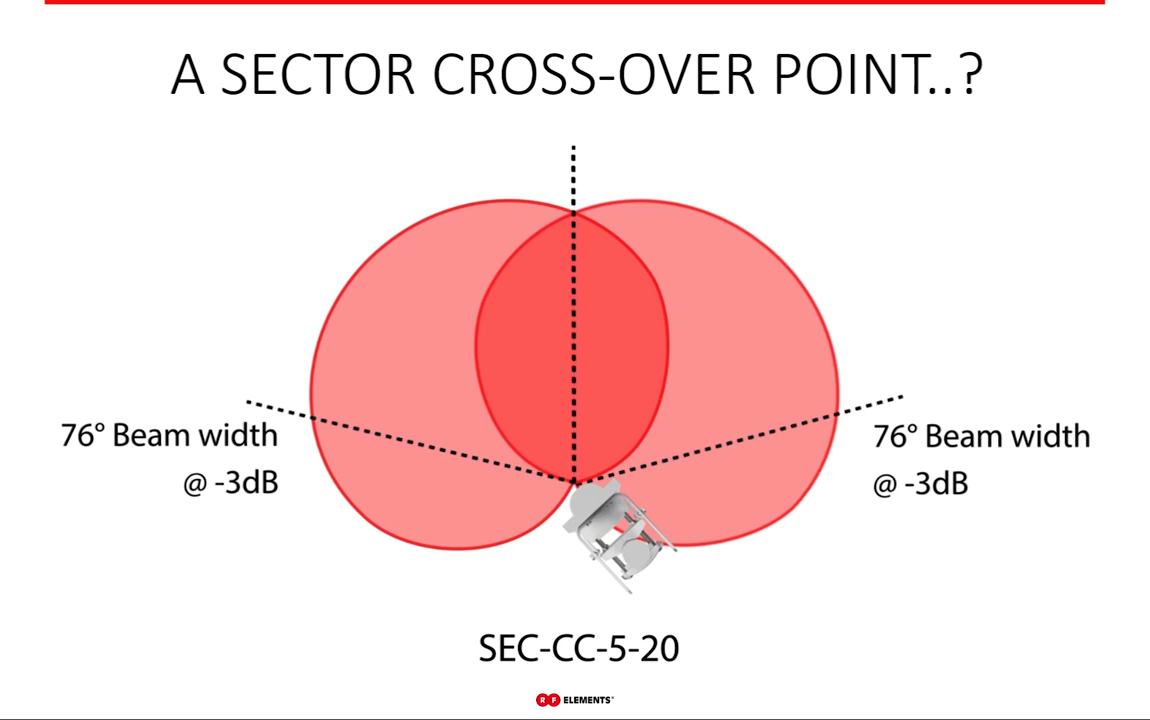 A SECTOR CROSS-OVER POINT..?
76° Beam width
@ -3dB
76° Beam width
@ -3dB
SEC-CC-5-20
RF ELEMENTS®